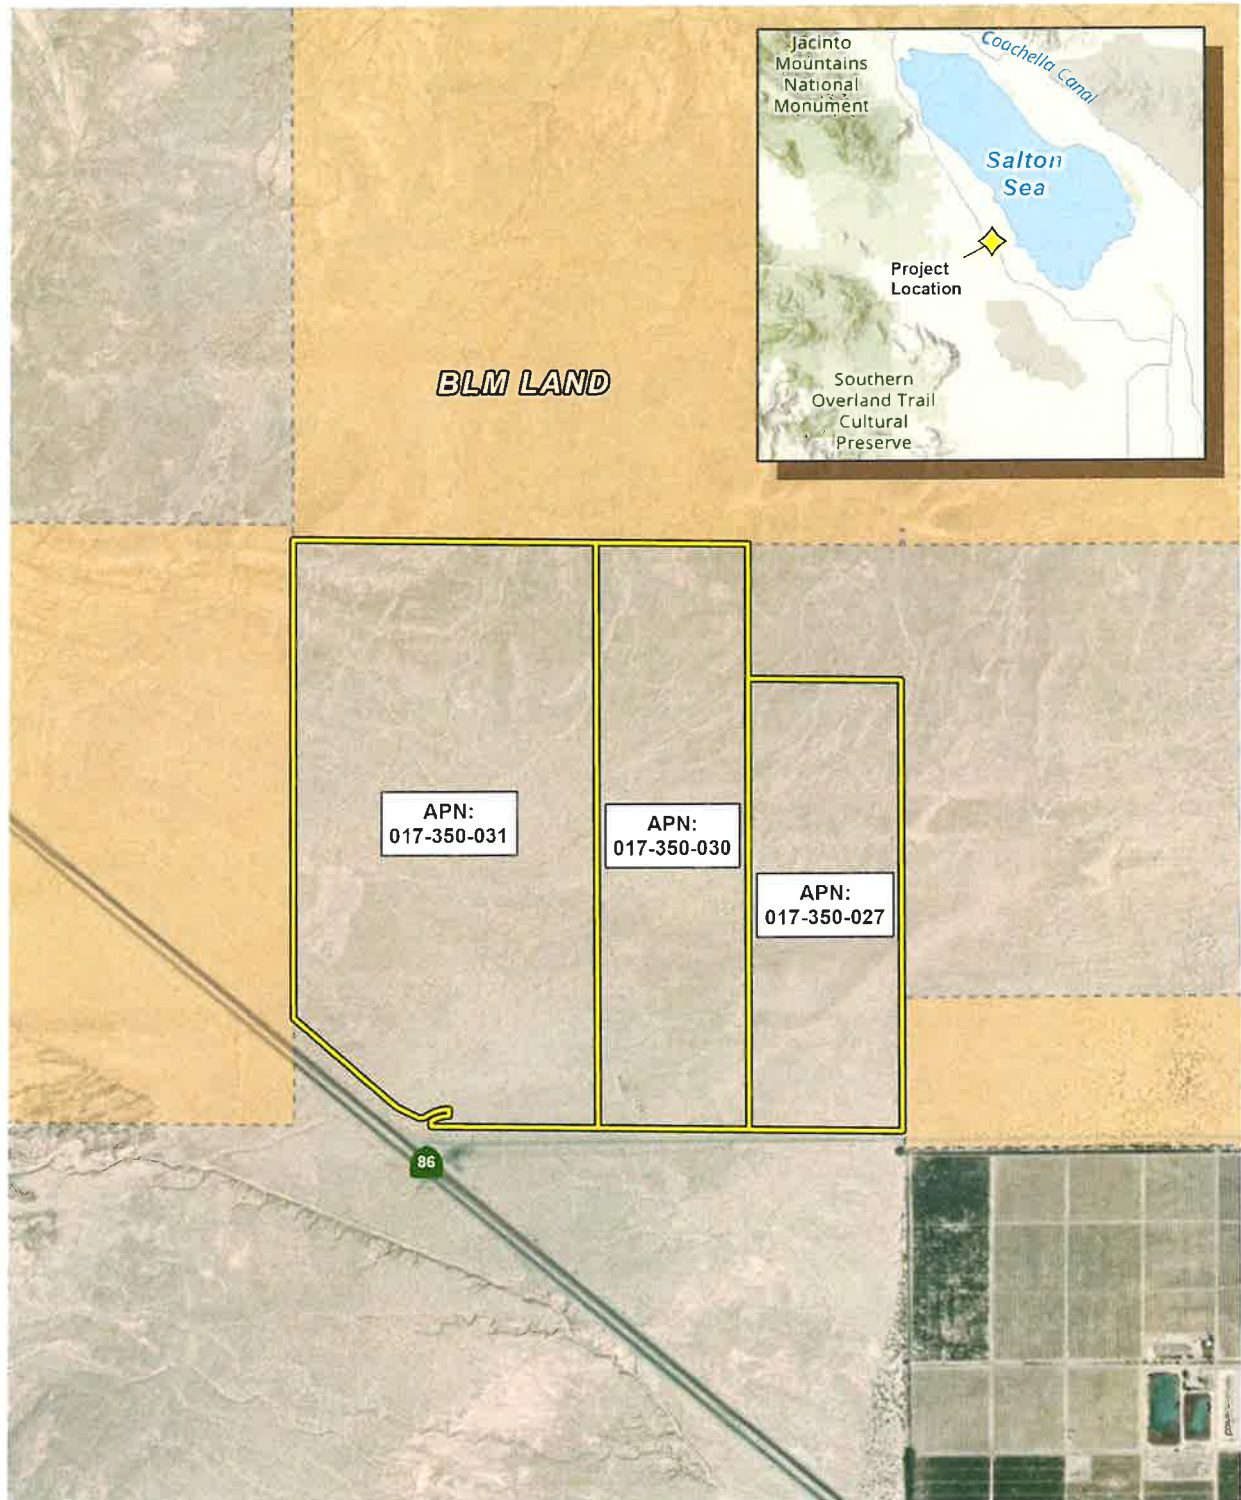 Jacinto
Mountains
National
Monument
Coachella Canal
Salton
Sea
Project
Location
Southern
Overland Trail
Cultural
Preserve
BLM LAND
APN:
017-350-031
APN:
017-350-030
APN:
017-350-027
86